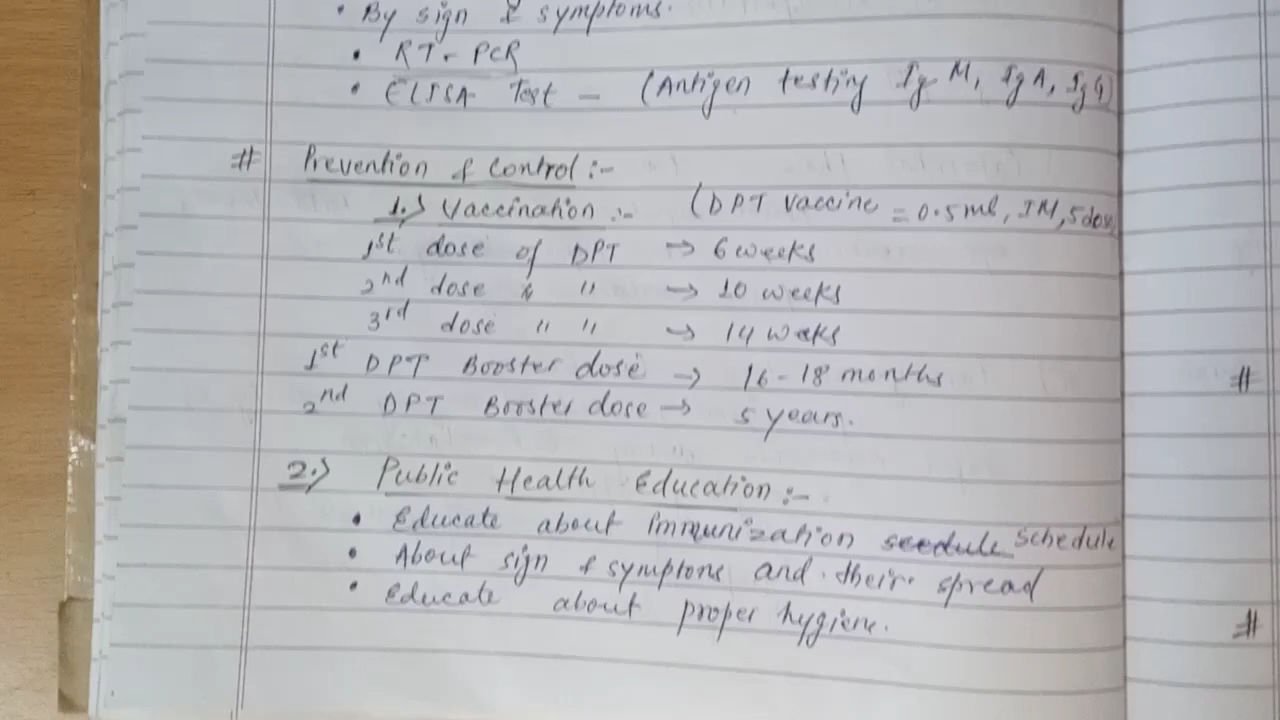 • By sign & symptoms.
• RT- PCR
• ELISA Test - (Antigen testing Ig M, IgA, IgG)
# Prevention & Control :-
1.) Vaccination :- (DPT vaccine = 0.5ml, IM, 5 dose
1st dose of DPT → 6 weeks
2nd dose " " → 10 weeks
3rd dose " " → 14 weeks
1st DPT Booster dose → 16-18 months
#
2nd DPT Booster dose → 5 years.
2.) Public Health Education :-
• Educate about immunization seedule schedule
• About sign & symptoms and their spread
• Educate about proper hygiene.
#